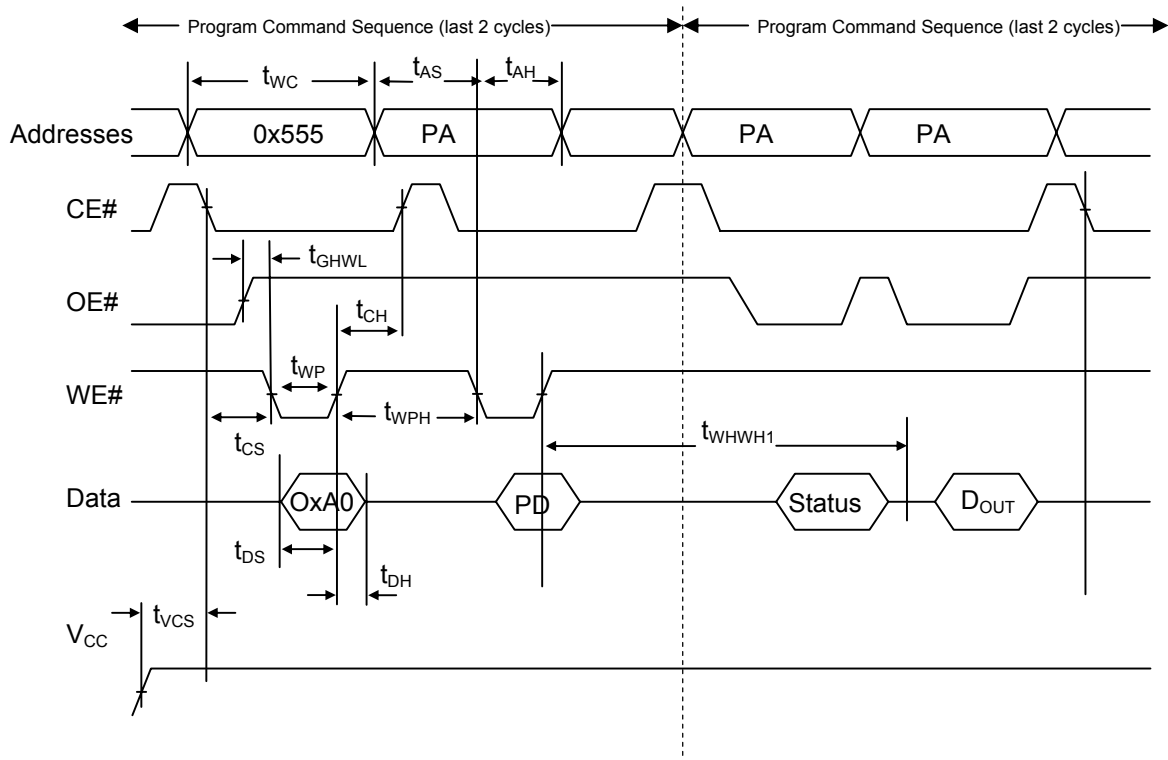 Program Command Sequence (last 2 cycles) Program Command Sequence (last 2 cycles)
tWC tAS tAH
Addresses 0x555 PA PA PA
CE#
tGHWL
OE#
tCH
tWP
WE#
tWPH
tWHWH1
tCS
Data OxA0 PD Status DOUT
tDS
tDH
tVCS
VCC